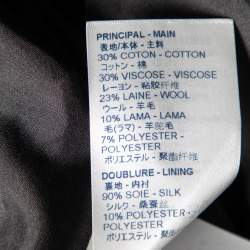 PRINCIPAL - MAIN
表地/本体 - 主料
30% COTON - COTTON
コットン - 棉
30% VISCOSE - VISCOSE
レーヨン - 粘胶纤维
23% LAINE - WOOL
ウール - 羊毛
10% LAMA - LAMA
毛(ラマ) - 羊驼毛
7% POLYESTER -
POLYESTER
ポリエステル - 聚酯纤维
DOUBLURE - LINING
裏地 - 内衬
90% SOIE - SILK
シルク - 桑蚕丝
10% POLYESTER -
POLYESTER
ポリエステル - 聚酯纤维